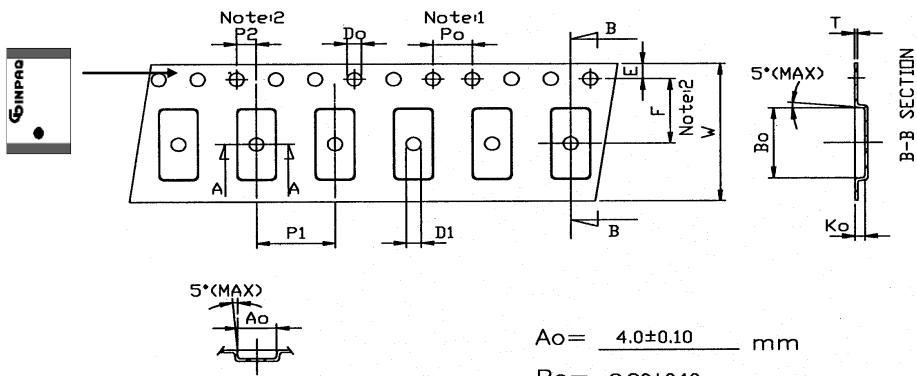 Note:2
P2
Do
Note:1
Po
B
E
F
Note:2
W
T
5°(MAX)
Bo
Ko
B-B SECTION
GINPAQ
A
A
P1
D1
B
5°(MAX)
Ao
Ao= 4.0±0.10 mm